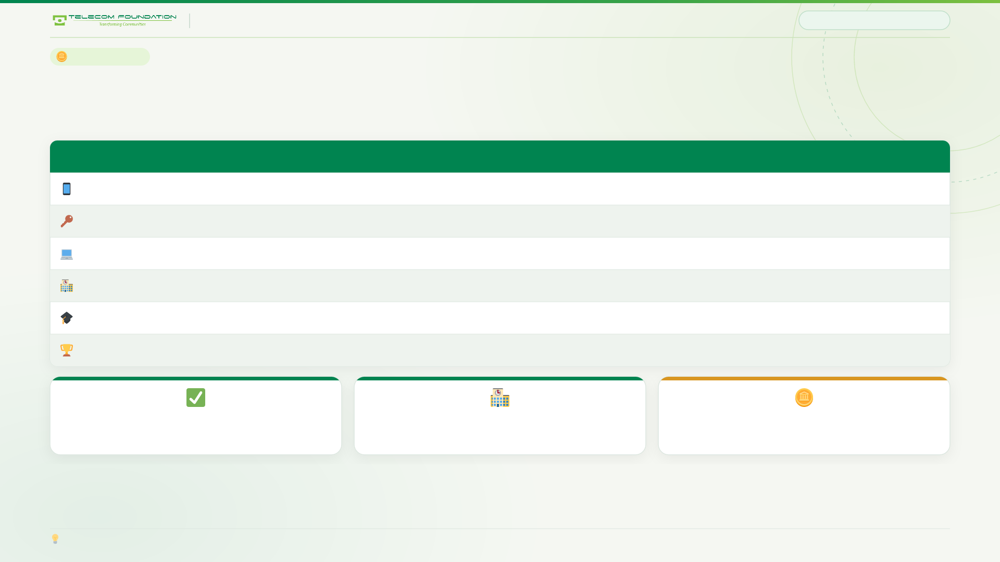 TELECOM FOUNDATION
Transforming Communities